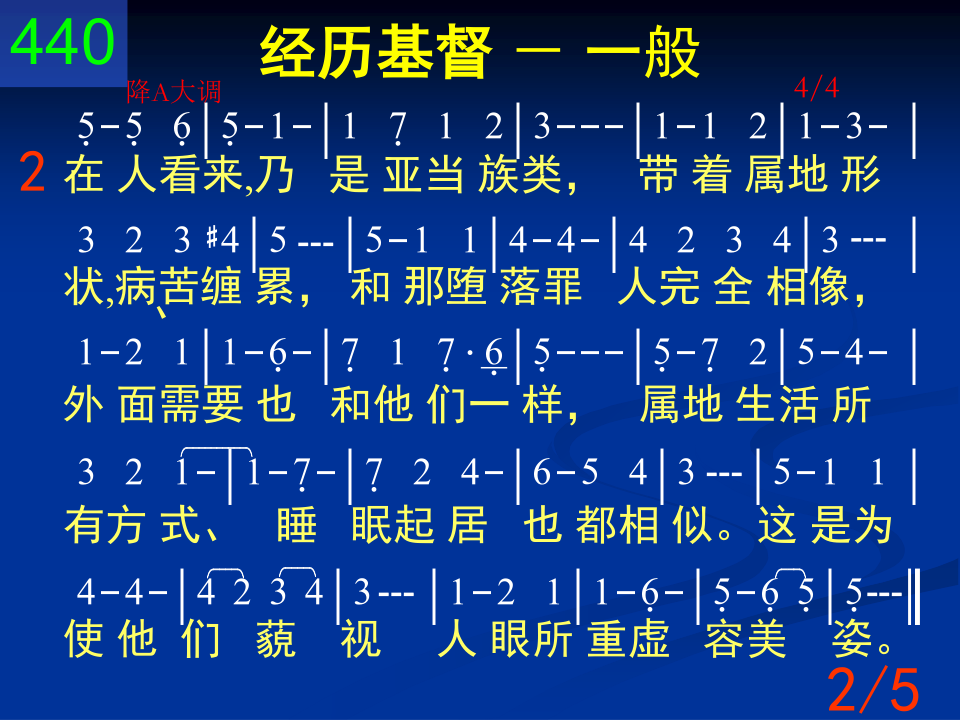 440
经历基督 － 一般
降A大调 4/4
5̣-5̣ 6̣|5̣-1-|1 7̣ 1 2|3---|1-1 2|1-3-|
2 在 人看来,乃 是 亚当 族类， 带 着 属地 形
3 2 3 #4|5 ---|5-1 1|4-4-|4 2 3 4|3 ---|
状,病苦缠 累， 和 那堕 落罪 人完 全 相像，
、
1-2 1|1-6̣-|7̣ 1 7̣·6̣|5̣---|5̣-7̣ 2|5-4-|
外 面需要 也 和他 们一 样， 属地 生活 所
3 2 1-|1-7̣-|7̣ 2 4-|6-5 4|3 ---|5-1 1|
有方 式、 睡 眠起 居 也 都相 似。这 是为
4-4-|4 2 3 4|3---|1-2 1|1-6̣-|5̣-6̣ 5̣|5̣---‖
使 他 们 藐 视 人 眼所 重虚 容美 姿。
2/5